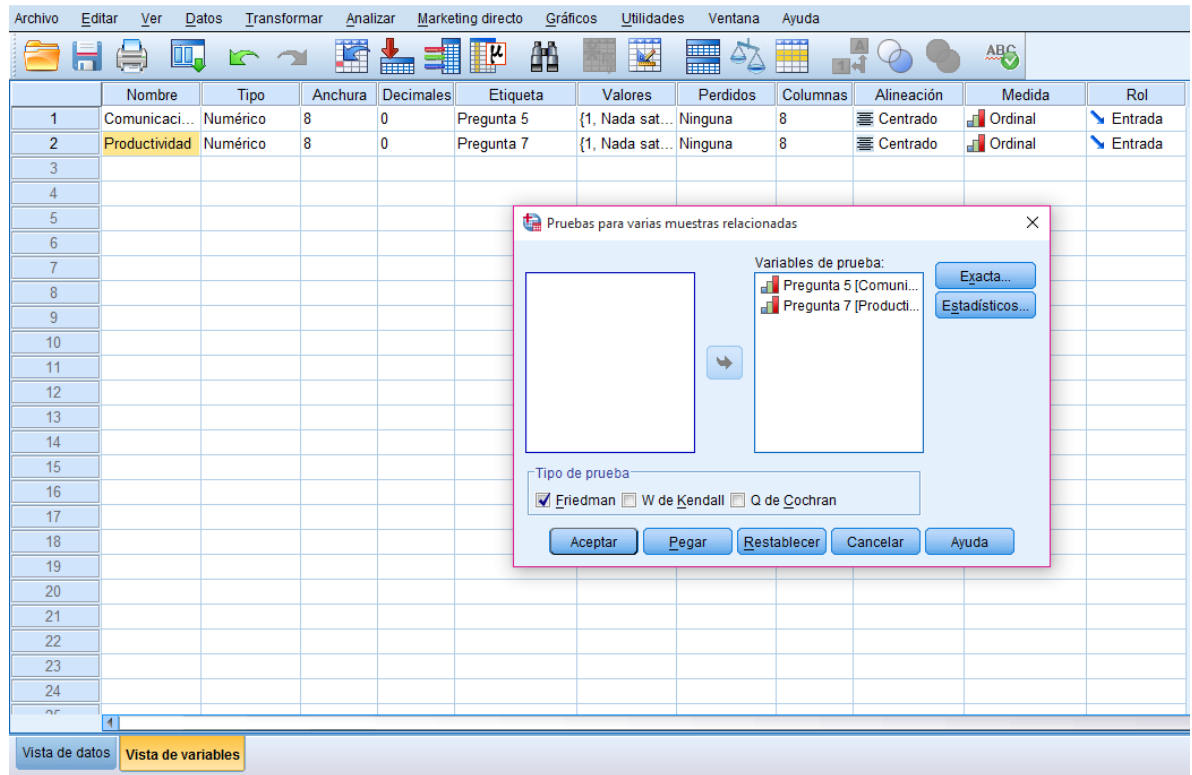 Archivo Editar Ver Datos Transformar Analizar Marketing directo Gráficos Utilidades Ventana Ayuda
A
1
ABC
µ
Nombre Tipo Anchura Decimales Etiqueta Valores Perdidos Columnas Alineación Medida Rol
1 Comunicaci... Numérico 8 0 Pregunta 5 {1, Nada sat... Ninguna 8 Centrado Ordinal Entrada
2 Productividad Numérico 8 0 Pregunta 7 {1, Nada sat... Ninguna 8 Centrado Ordinal Entrada
3
4
5
6
7
8
9
10
11
12
13
14
15
16
17
18
19
20
21
22
23
24
25
Pruebas para varias muestras relacionadas
Variables de prueba:
Pregunta 5 [Comuni...
Pregunta 7 [Producti...
Exacta...
Estadísticos...
Tipo de prueba
Friedman W de Kendall Q de Cochran
Aceptar Pegar Restablecer Cancelar Ayuda
Vista de datos Vista de variables